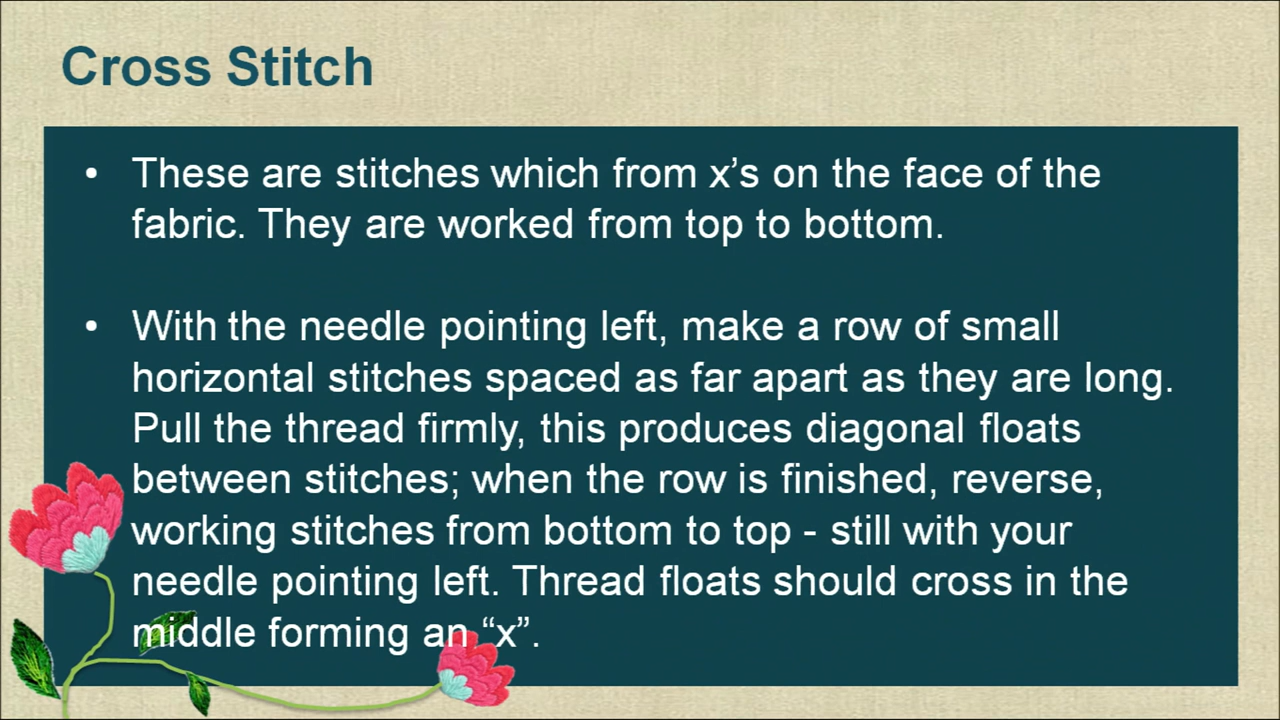 Cross Stitch
• These are stitches which from x’s on the face of the
fabric. They are worked from top to bottom.
• With the needle pointing left, make a row of small
horizontal stitches spaced as far apart as they are long.
Pull the thread firmly, this produces diagonal floats
between stitches; when the row is finished, reverse,
working stitches from bottom to top - still with your
needle pointing left. Thread floats should cross in the
middle forming an “x”.